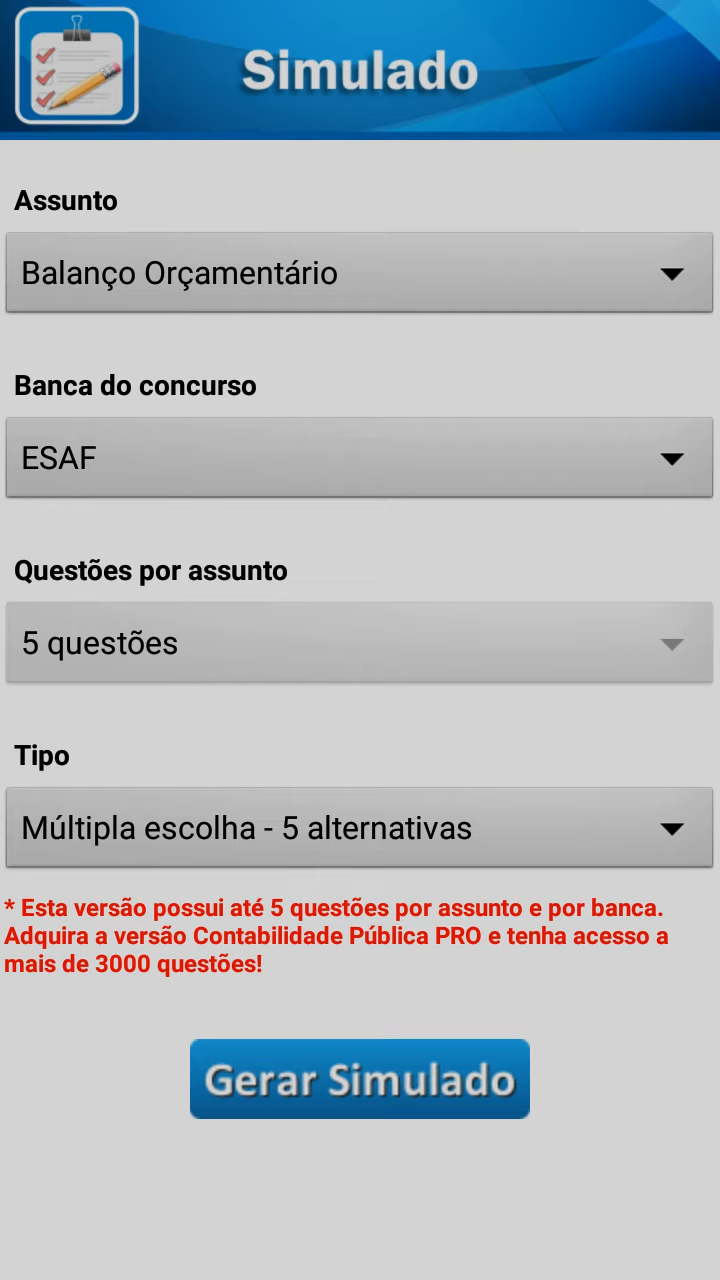 Simulado
Assunto
Balanço Orçamentário
Banca do concurso
ESAF
Questões por assunto
5 questões
Tipo
Múltipla escolha - 5 alternativas
* Esta versão possui até 5 questões por assunto e por banca.
Adquira a versão Contabilidade Pública PRO e tenha acesso a
mais de 3000 questões!
Gerar Simulado